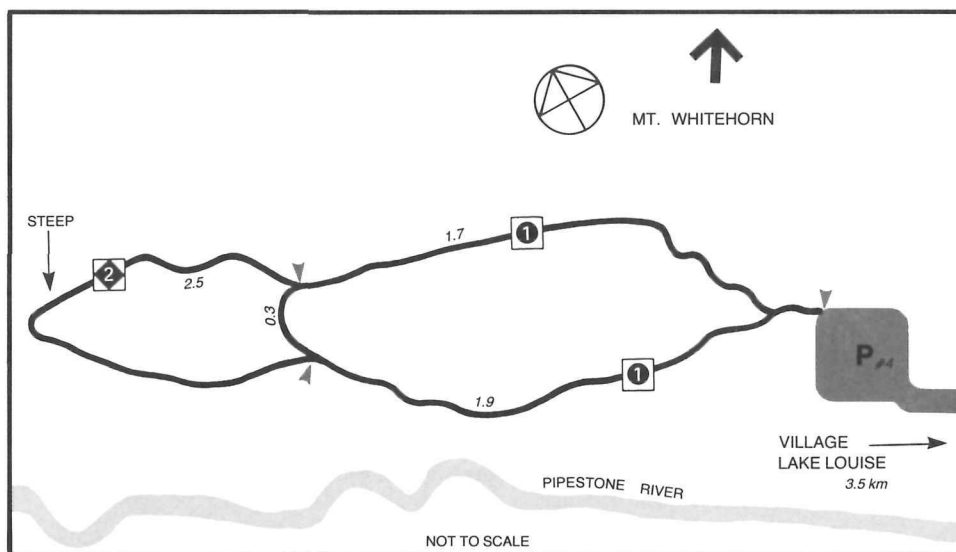 MT. WHITEHORN
STEEP
1
1.7
2
2.5
0.3
P #4
1
1.9
VILLAGE
LAKE LOUISE
3.5 km
PIPESTONE RIVER
NOT TO SCALE